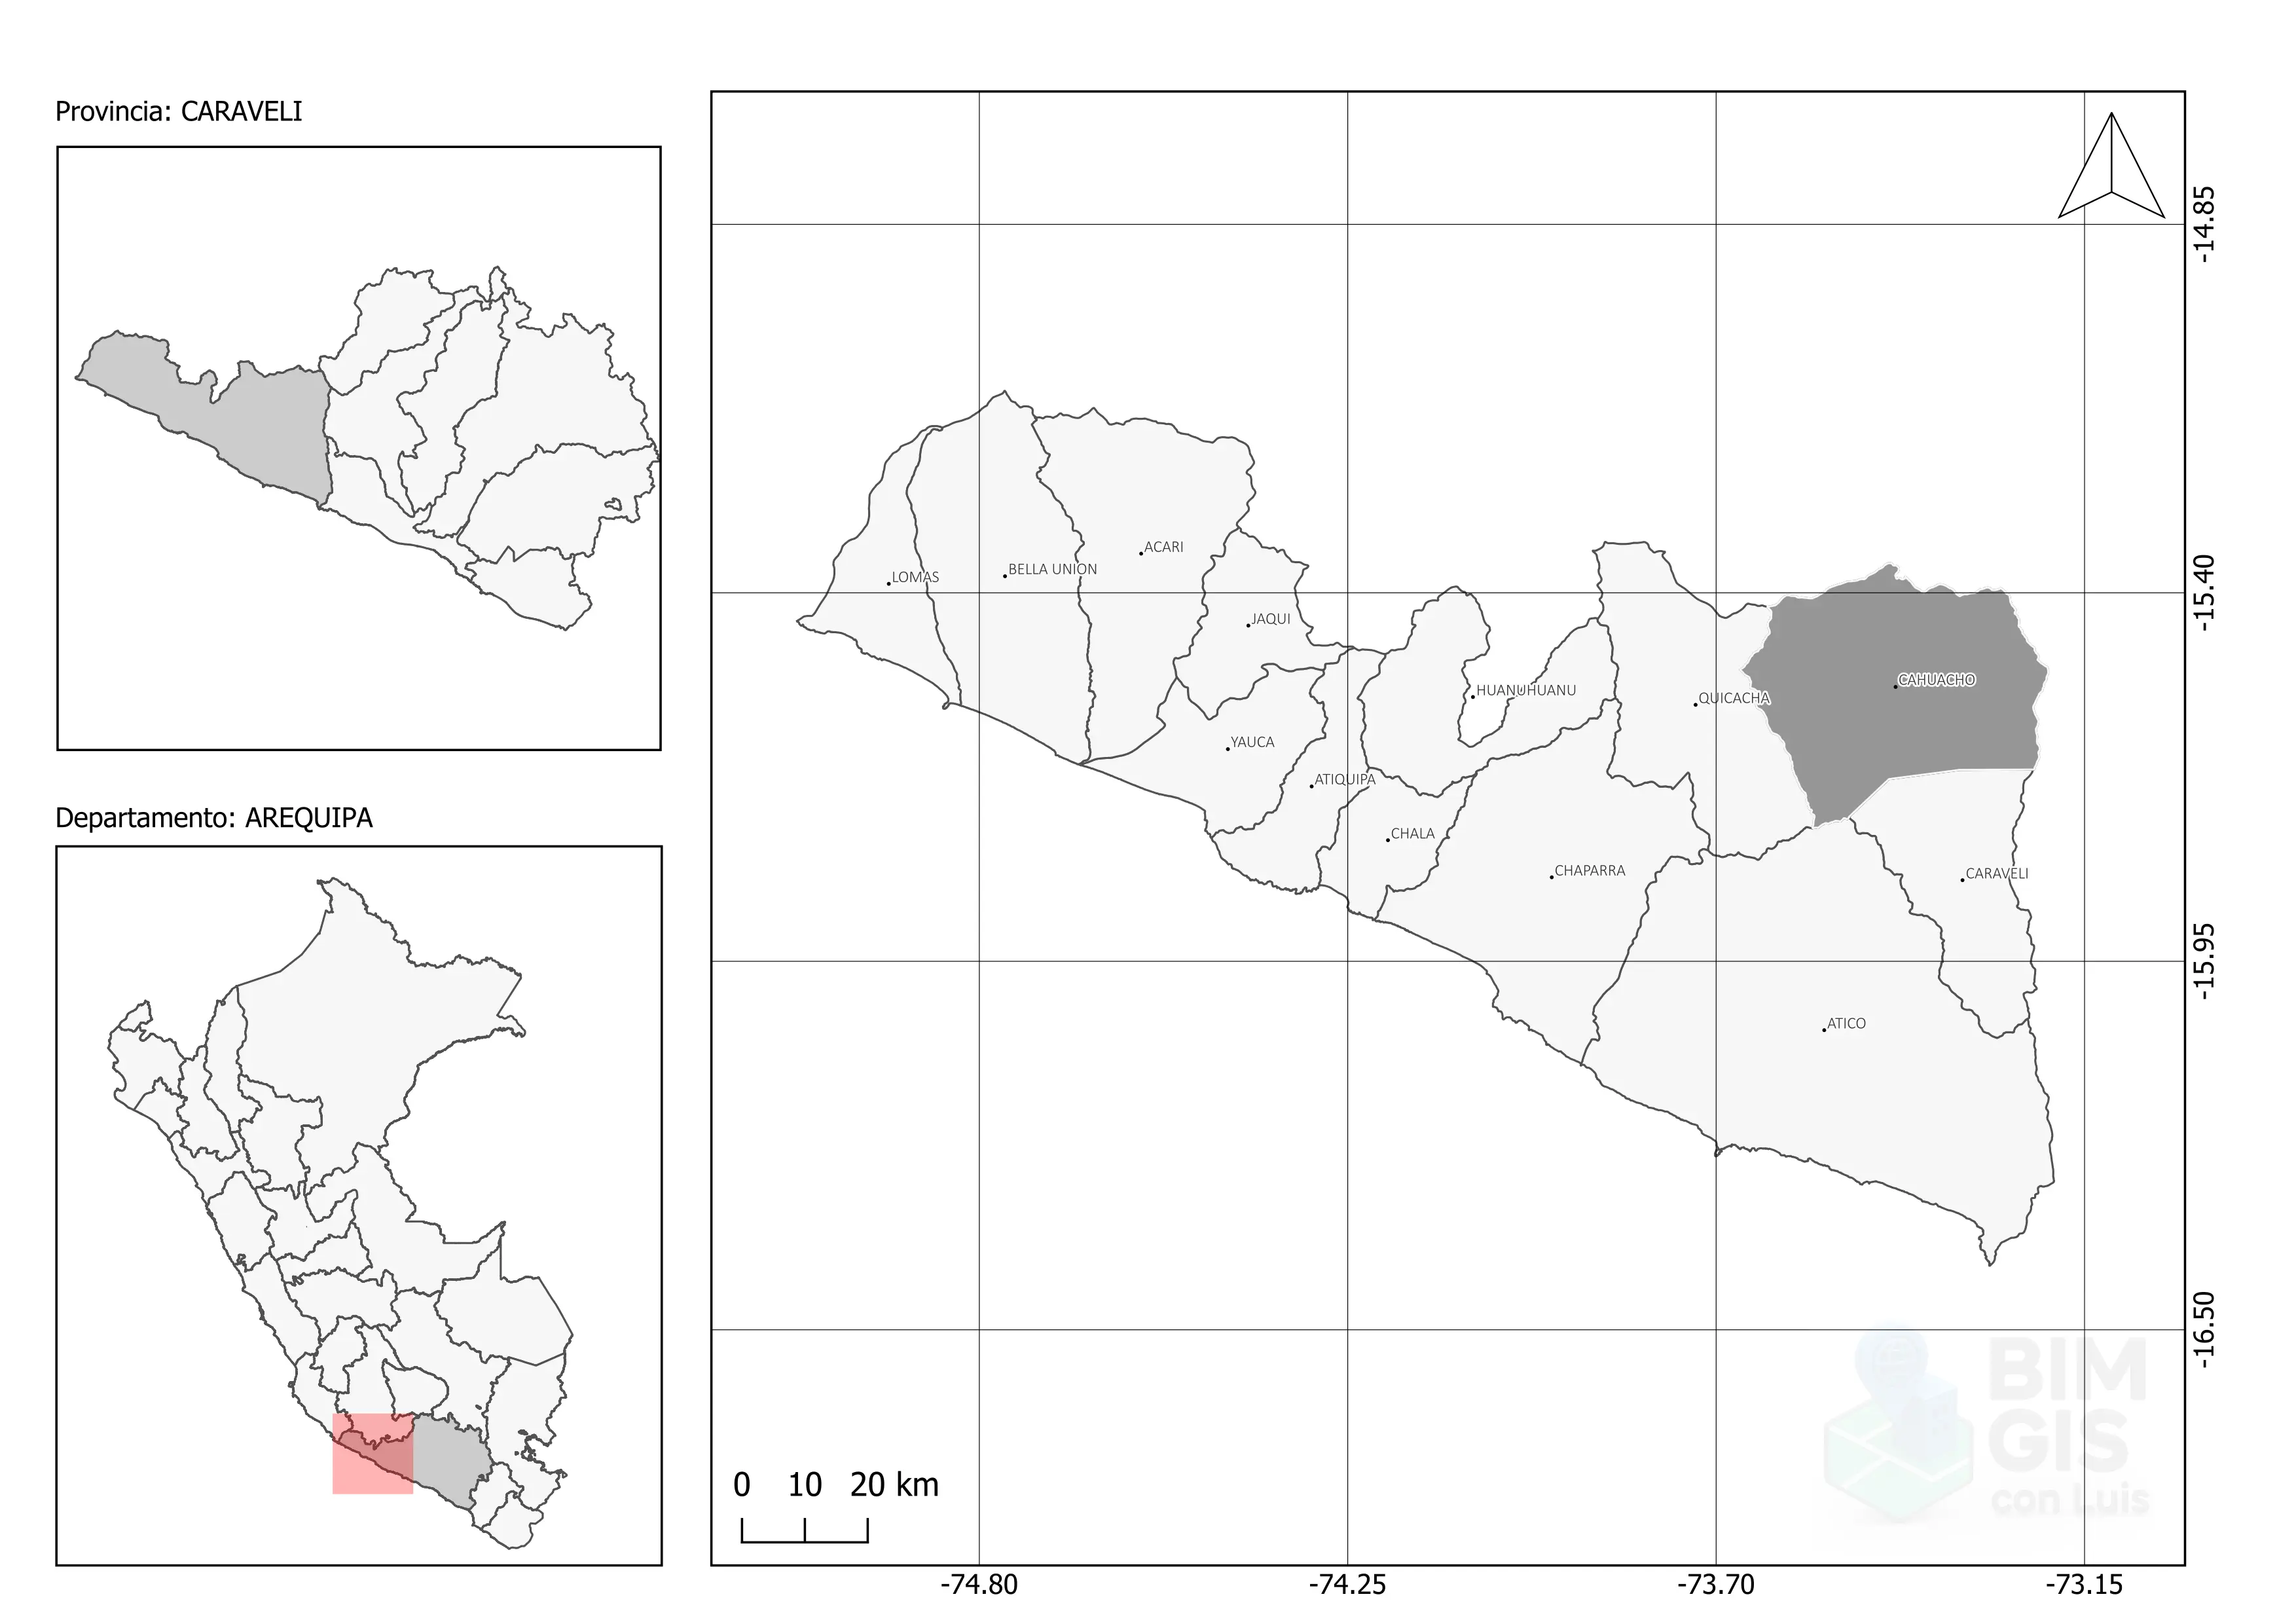 Provincia: CARAVELI
Departamento: AREQUIPA
ACARI
BELLA UNION
LOMAS
JAQUI
CAHUACHO
HUANUHUANU
QUICACHA
YAUCA
ATIQUIPA
CHALA
CHAPARRA
CARAVELI
ATICO
-14.85
-15.40
-15.95
-16.50
BIM
GIS
con Luis
0 10 20 km
-74.80 -74.25 -73.70 -73.15